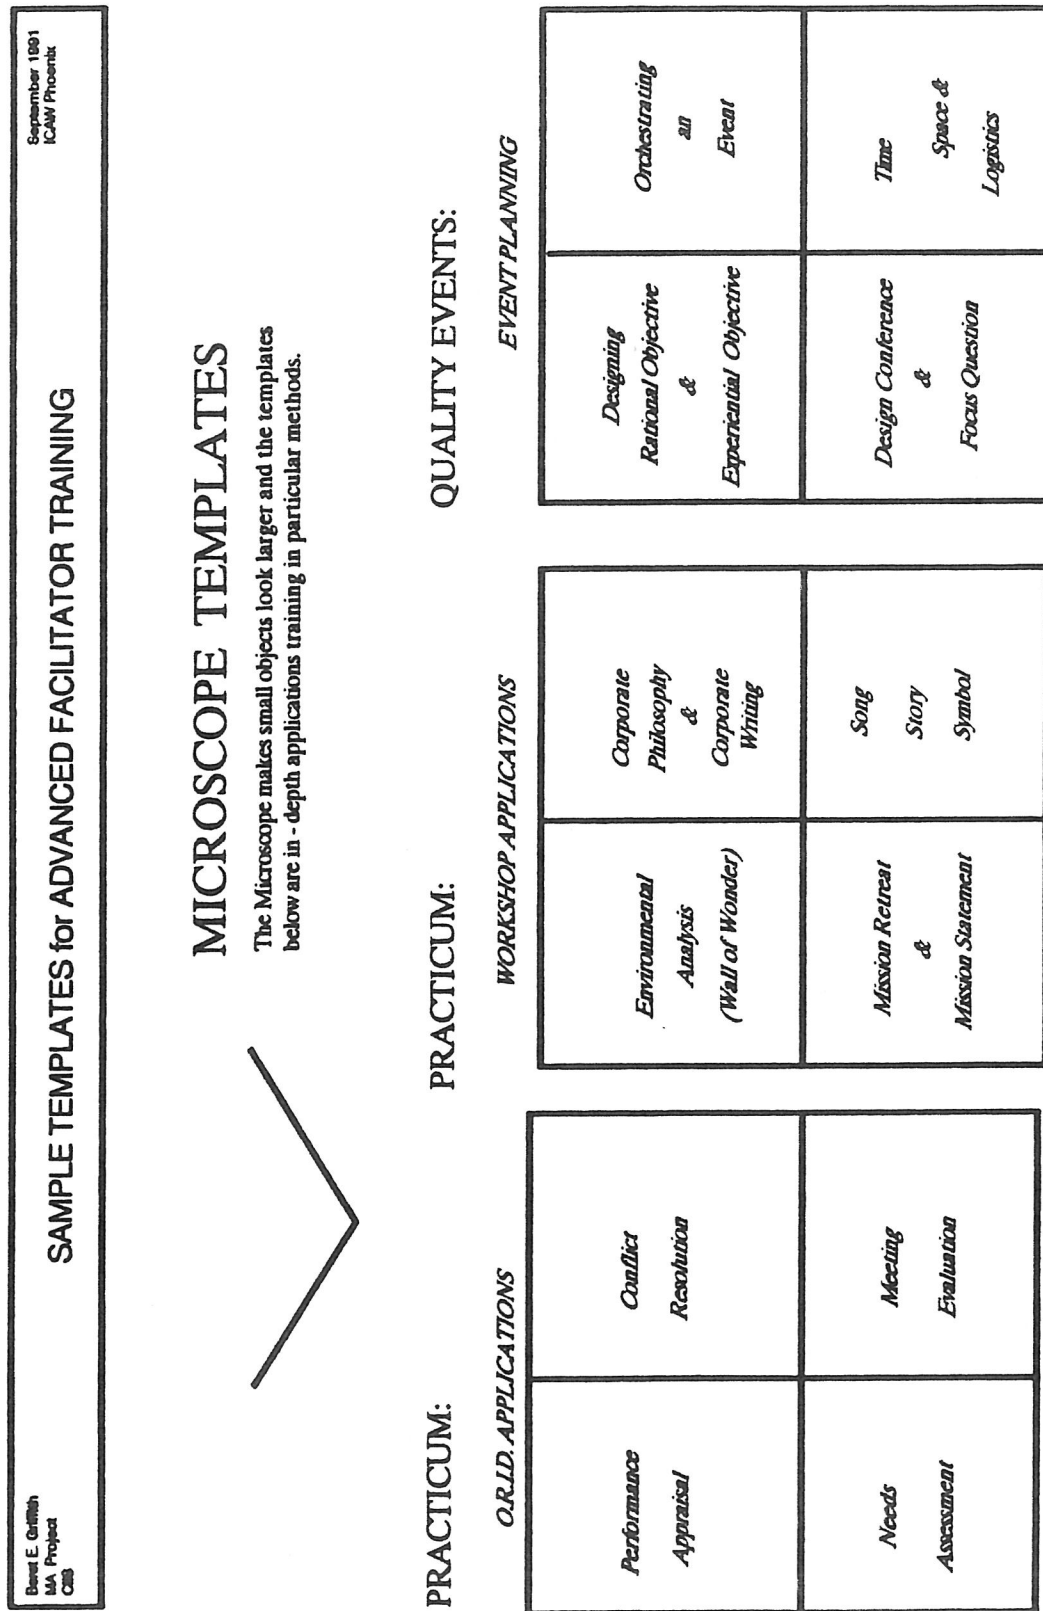 Beret E. Griffith
MA Project
September 1991
ICAW Phoenix
SAMPLE TEMPLATES for ADVANCED FACILITATOR TRAINING
MICROSCOPE TEMPLATES
The Microscope makes small objects look larger and the templates
below are in - depth applications training in particular methods.
PRACTICUM:
O.R.I.D. APPLICATIONS
Performance
Appraisal
Conflict
Resolution
Needs
Assessment
Meeting
Evaluation
PRACTICUM:
WORKSHOP APPLICATIONS
Environmental
Analysis
(Wall of Wonder)
Corporate
Philosophy
&
Corporate
Writing
Mission Retreat
&
Mission Statement
Song
Story
Symbol
QUALITY EVENTS:
EVENT PLANNING
Designing
Rational Objective
&
Experiential Objective
Orchestrating
an
Event
Design Conference
&
Focus Question
Time
Space &
Logistics